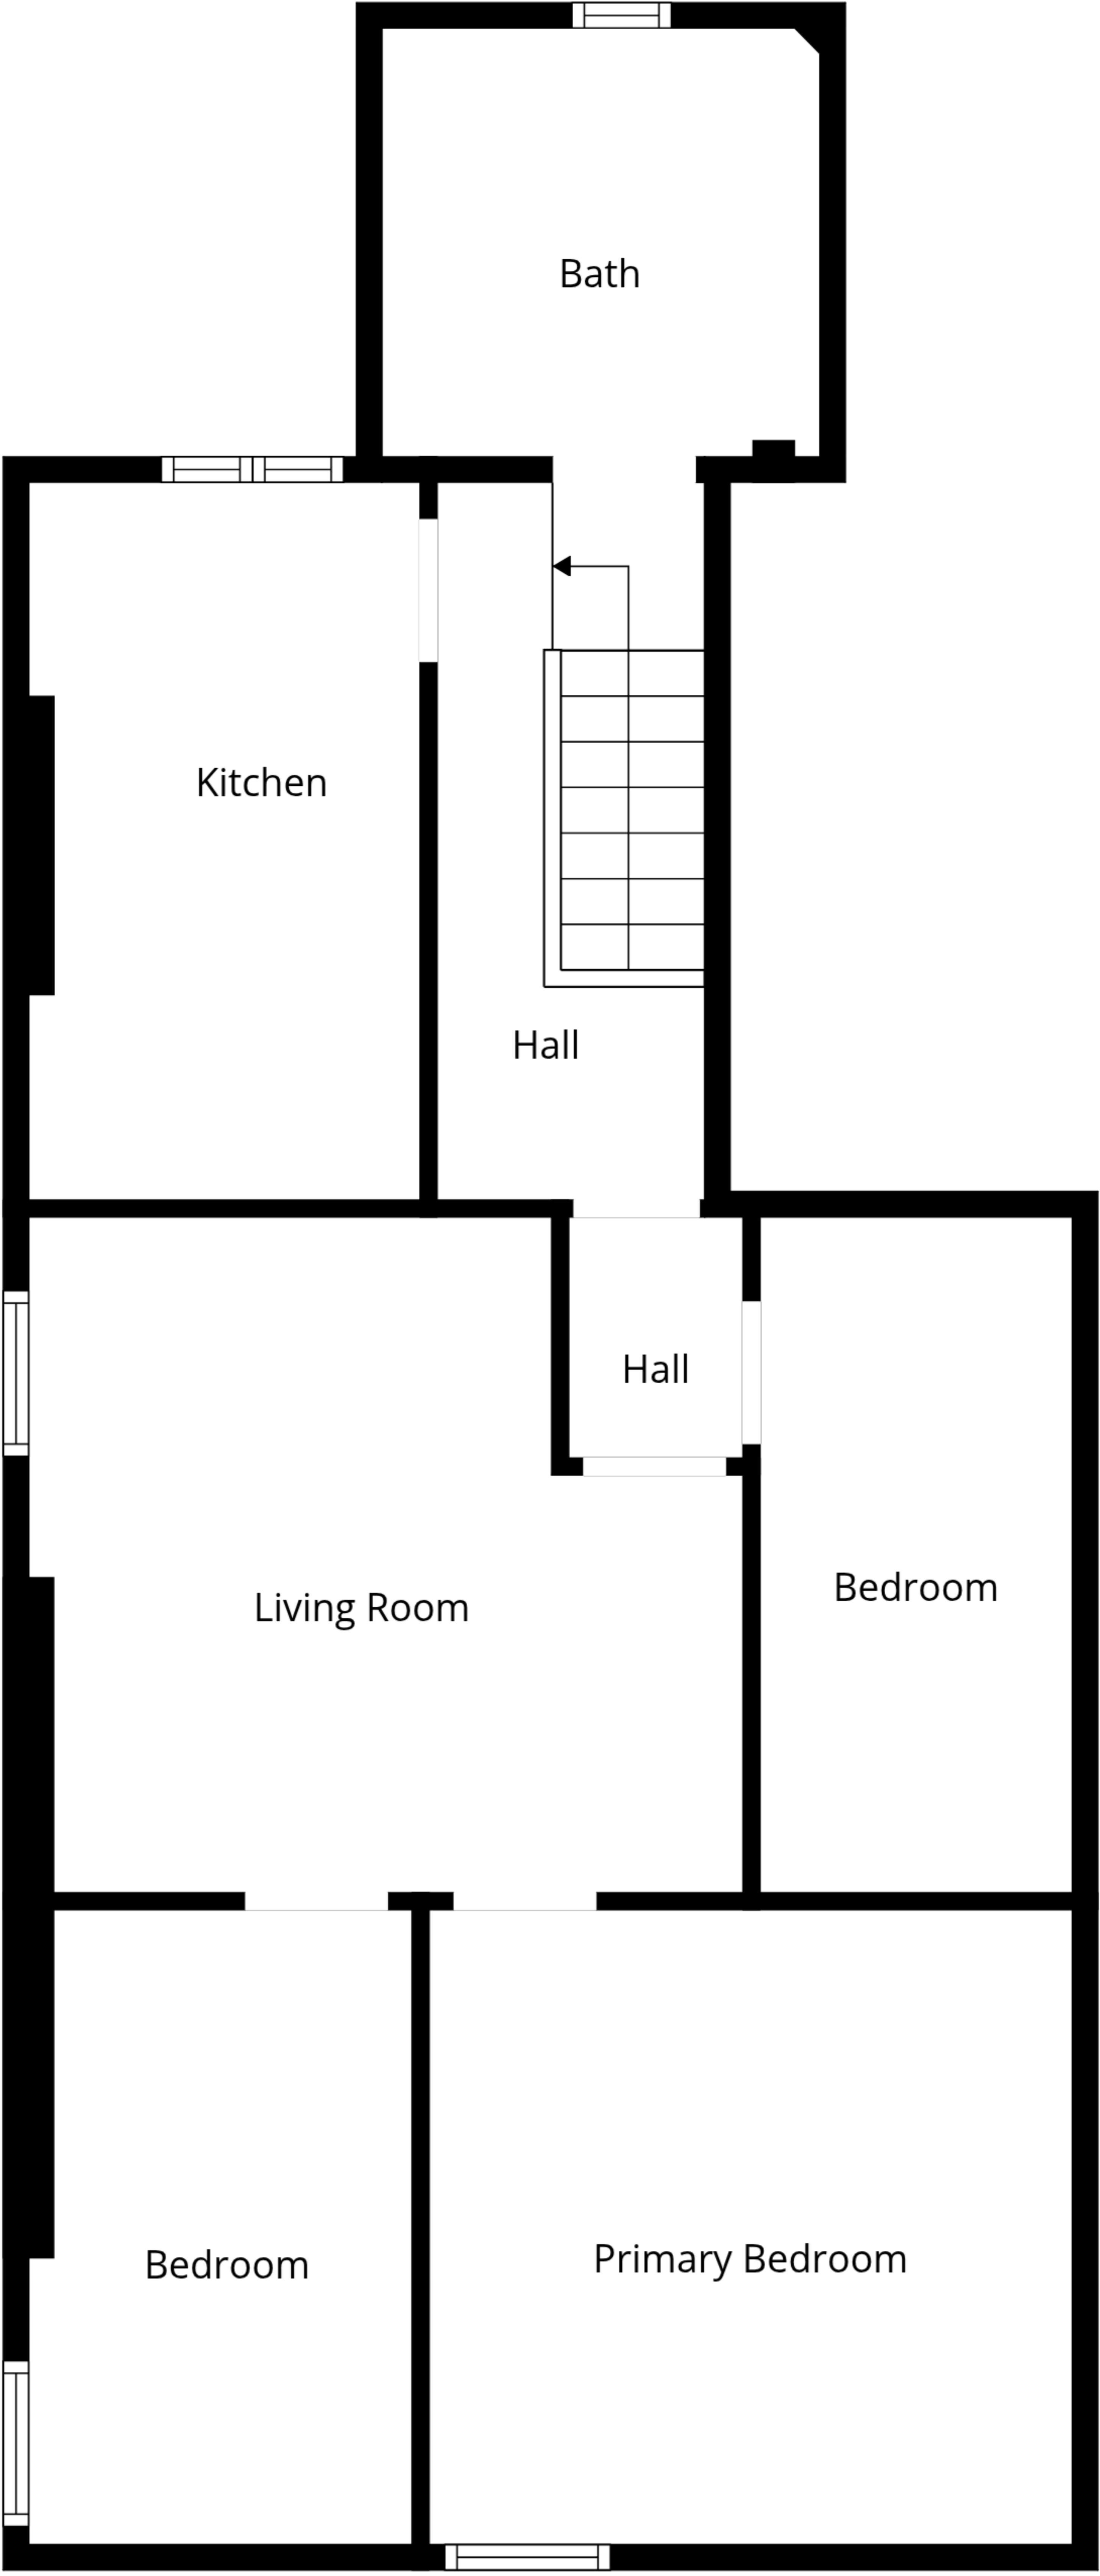 Bath
Kitchen
Hall
Hall
Bedroom
Living Room
Bedroom
Primary Bedroom